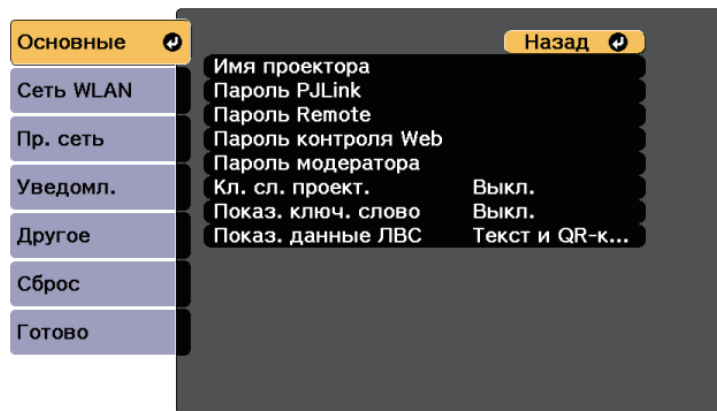 Основные
Сеть WLAN
Пр. сеть
Уведомл.
Другое
Сброс
Готово
Назад
Имя проектора
Пароль PJLink
Пароль Remote
Пароль контроля Web
Пароль модератора
Кл. сл. проект. Выкл.
Показ. ключ. слово Выкл.
Показ. данные ЛВС Текст и QR-к...